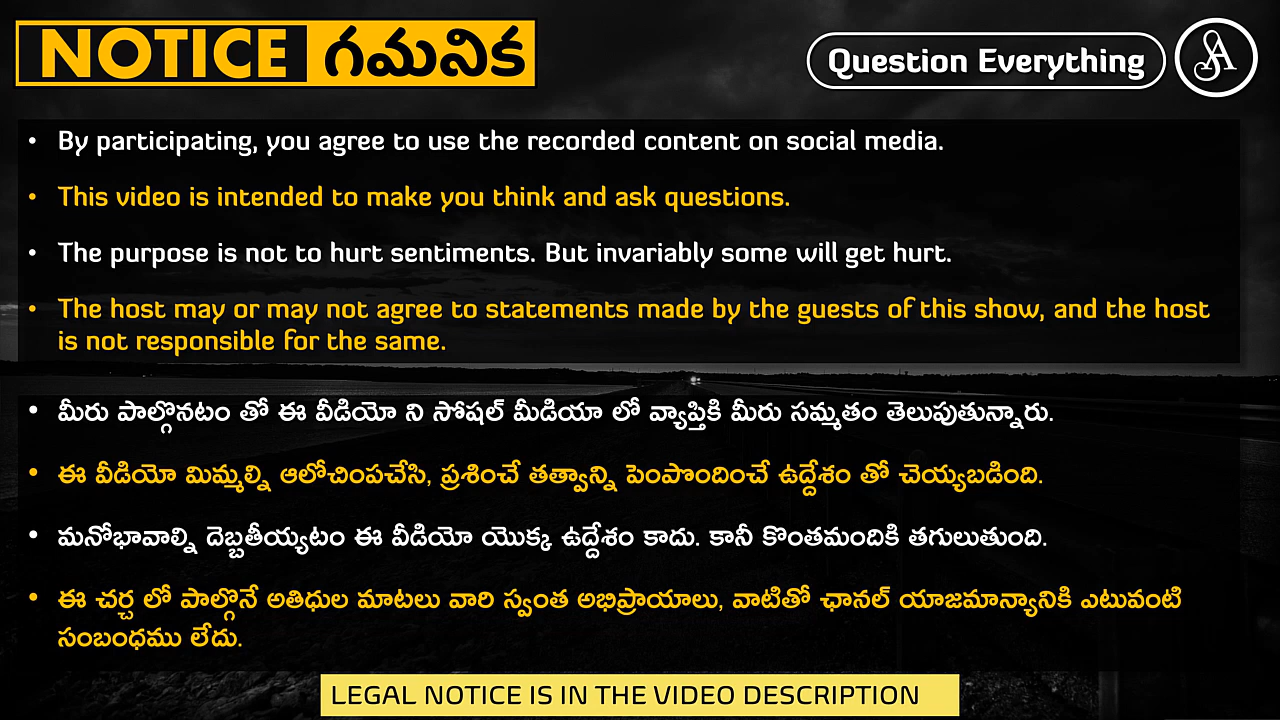 NOTICE గమనిక
Question Everything
• By participating, you agree to use the recorded content on social media.
• This video is intended to make you think and ask questions.
• The purpose is not to hurt sentiments. But invariably some will get hurt.
• The host may or may not agree to statements made by the guests of this show, and the host
is not responsible for the same.
• మీరు పాల్గొనటం తో ఈ వీడియో ని సోషల్ మీడియా లో వ్యాప్తికి మీరు సమ్మతం తెలుపుతున్నారు.
• ఈ వీడియో మిమ్మల్ని ఆలోచింపచేసి, ప్రశించే తత్వాన్ని పెంపొందించే ఉద్దేశం తో చెయ్యబడింది.
• మనోభావాల్ని దెబ్బతీయ్యటం ఈ వీడియో యొక్క ఉద్దేశం కాదు. కానీ కొంతమందికి తగులుతుంది.
• ఈ చర్చ లో పాల్గొనే అతిధుల మాటలు వారి స్వంత అభిప్రాయాలు, వాటితో ఛానల్ యాజమాన్యానికి ఎటువంటి
సంబంధము లేదు.
LEGAL NOTICE IS IN THE VIDEO DESCRIPTION